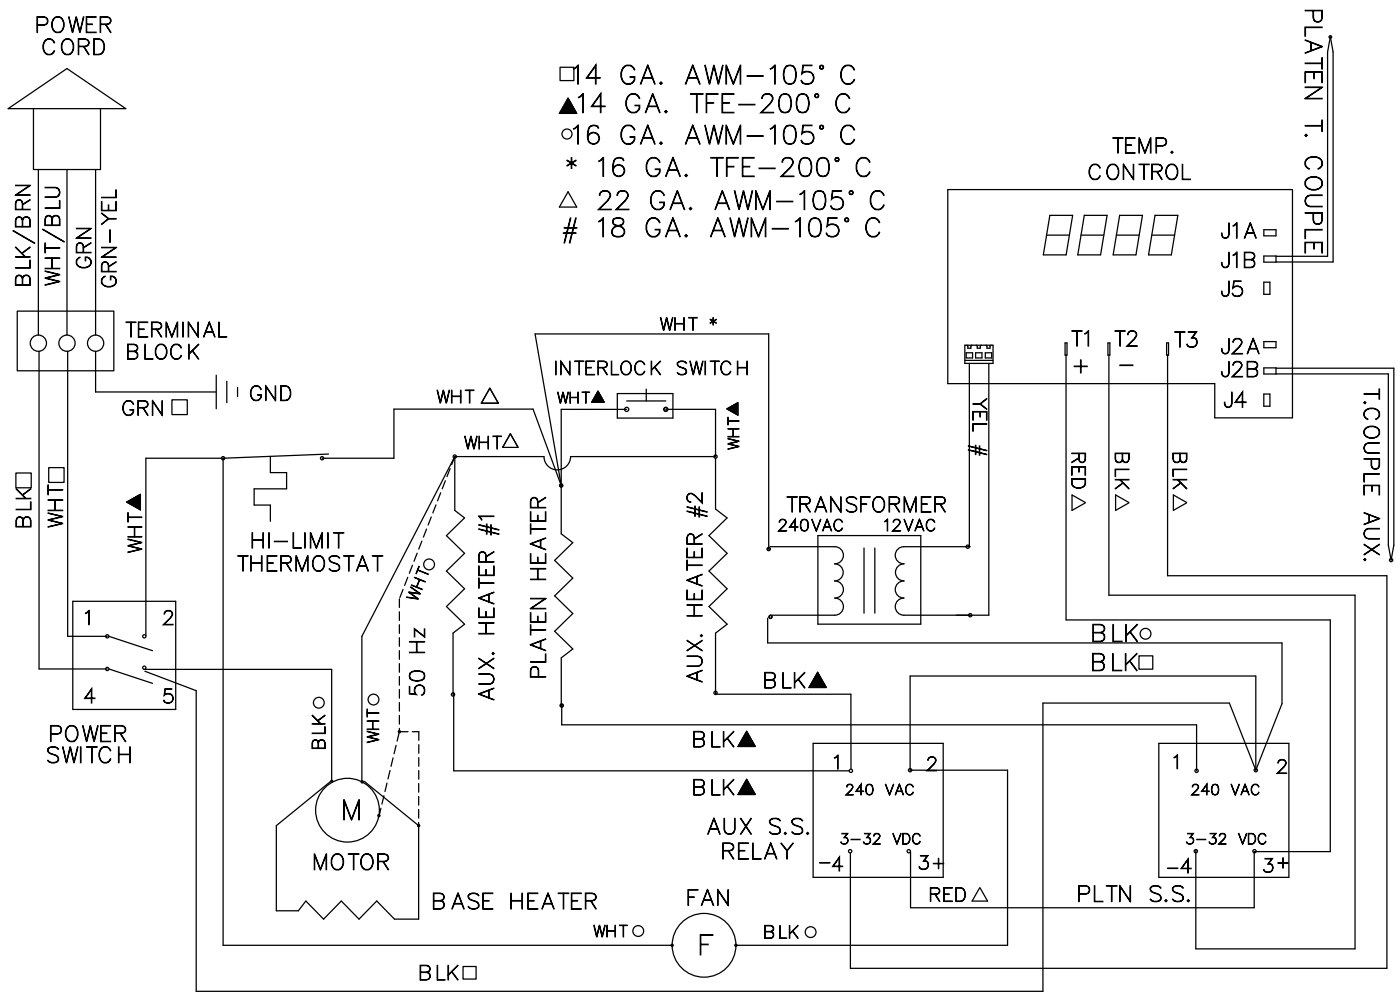 POWER
CORD
□14 GA. AWM-105° C
▲14 GA. TFE-200° C
○16 GA. AWM-105° C
* 16 GA. TFE-200° C
△ 22 GA. AWM-105° C
# 18 GA. AWM-105° C
PLATEN T. COUPLE
TEMP.
CONTROL
J1A
J1B
J5
J2A
J2B
J4
T1
+
T2
-
T3
T.COUPLE AUX.
BLK/BRN
WHT/BLU
GRN
GRN-YEL
TERMINAL
BLOCK
GRN □
GND
WHT *
INTERLOCK SWITCH
WHT▲
WHT▲
WHT △
WHT△
YEL #
RED △
BLK △
BLK △
BLK□
WHT□
WHT▲
HI-LIMIT
THERMOSTAT
TRANSFORMER
240VAC
12VAC
AUX. HEATER #1
PLATEN HEATER
AUX. HEATER #2
WHT○
50 Hz
1
2
4
5
POWER
SWITCH
BLK○
WHT○
M
MOTOR
BASE HEATER
BLK○
BLK□
BLK▲
BLK▲
BLK▲
1
2
240 VAC
3-32 VDC
-4
3+
AUX S.S.
RELAY
1
2
240 VAC
3-32 VDC
-4
3+
RED △
PLTN S.S.
FAN
F
WHT○
BLK○
BLK□